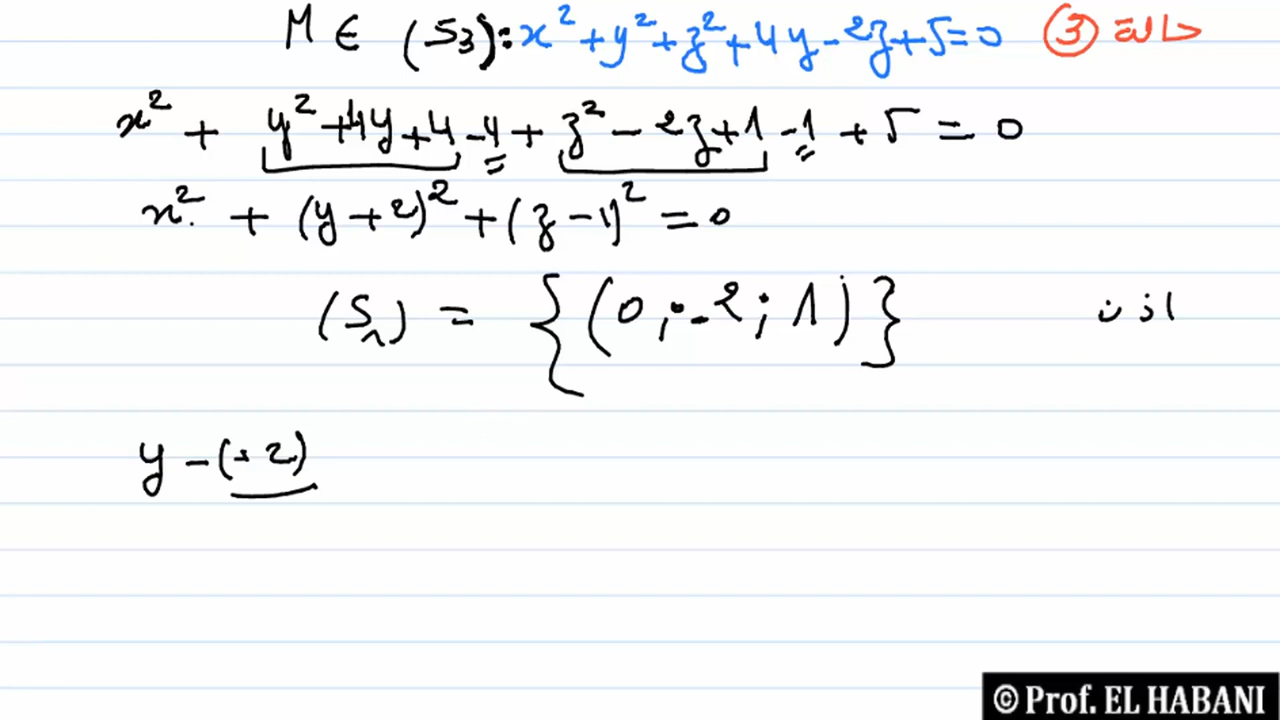 M ∈ (S₃): x² + y² + z² + 4y - 2z + 5 = 0 حالة ③
x² + y² + 4y + 4 - 4 + z² - 2z + 1 - 1 + 5 = 0
x² + (y + 2)² + (z - 1)² = 0
إذن (S₁) = {(0; -2; 1)}
y - (-2)
© Prof. EL HABANI